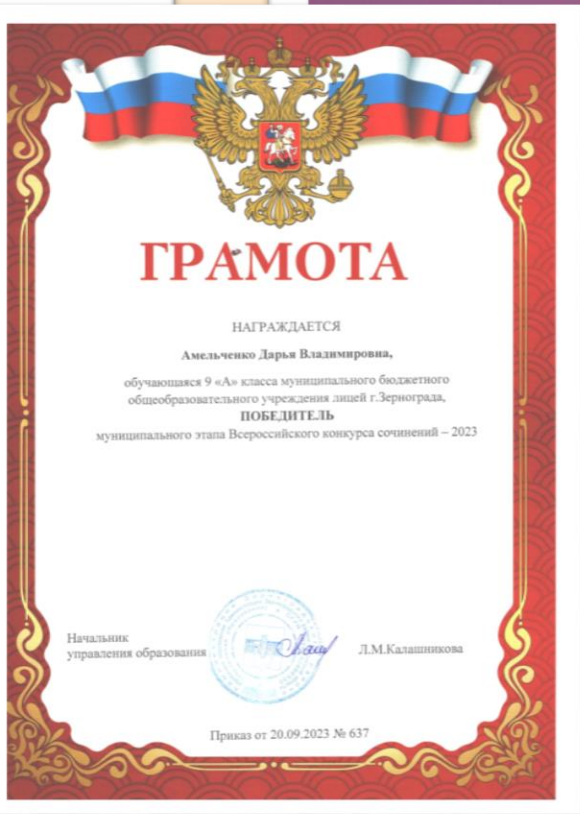 ГРАМОТА
НАГРАЖДАЕТСЯ
Амельченко Дарья Владимировна,
обучающаяся 9 «А» класса муниципального бюджетного
общеобразовательного учреждения лицей г.Зернограда,
ПОБЕДИТЕЛЬ
муниципального этапа Всероссийского конкурса сочинений – 2023
Начальник
управления образования
Л.М.Калашникова
Приказ от 20.09.2023 № 637